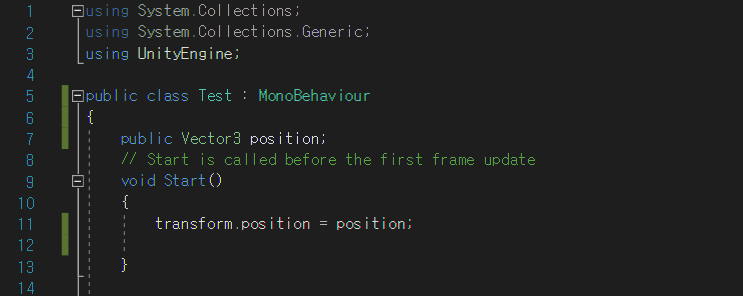 1 using System.Collections;
2 using System.Collections.Generic;
3 using UnityEngine;
4
5 public class Test : MonoBehaviour
6 {
7 public Vector3 position;
8 // Start is called before the first frame update
9 void Start()
10 {
11 transform.position = position;
12
13 }
14